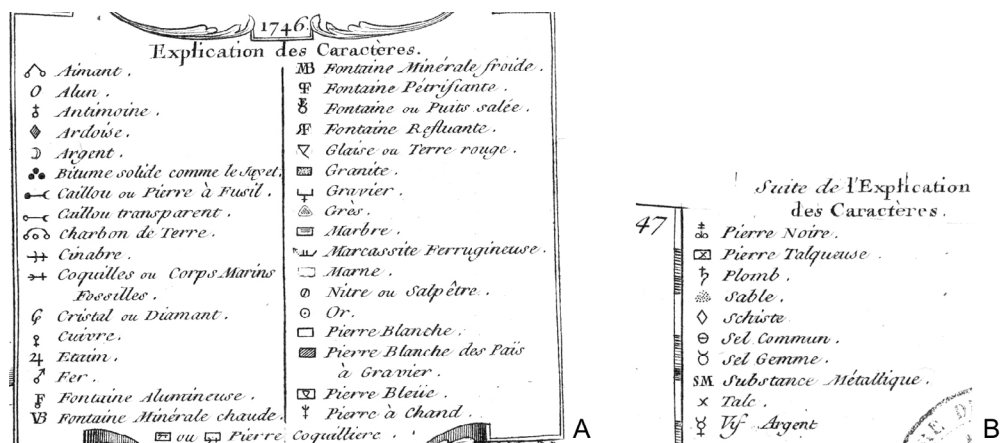 1746.
Explication des Caractères.
Aimant.
Alun.
Antimoine.
Ardoise.
Argent.
Bitume solide comme le Jayet.
Caillou ou Pierre à Fusil.
Caillou transparent.
Charbon de Terre.
Cinabre.
Coquilles ou Corps Marins
Fossilles.
Cristal ou Diamant.
Cuivre.
Etaim.
Fer.
Fontaine Alumineuse.
Fontaine Minérale chaude.
MB Fontaine Minérale froide.
Fontaine Pétrifiante.
Fontaine ou Puits salée.
Fontaine Refluante.
Glaise ou Terre rouge.
Granite.
Gravier.
Grès.
Marbre.
Marcassite Ferrugineuse.
Marne.
Nitre ou Salpêtre.
Or.
Pierre Blanche.
Pierre Blanche des Païs
à Gravier.
Pierre Bleüe.
Pierre à Chand.
ou Pierre Coquilliere.
A
47
Suite de l'Explication
des Caractères.
Pierre Noire.
Pierre Talqueuse
Plomb.
Sable.
Schiste
Sel Commun.
Sel Gemme.
SM Substance Métallique.
Talc.
Vif Argent
B